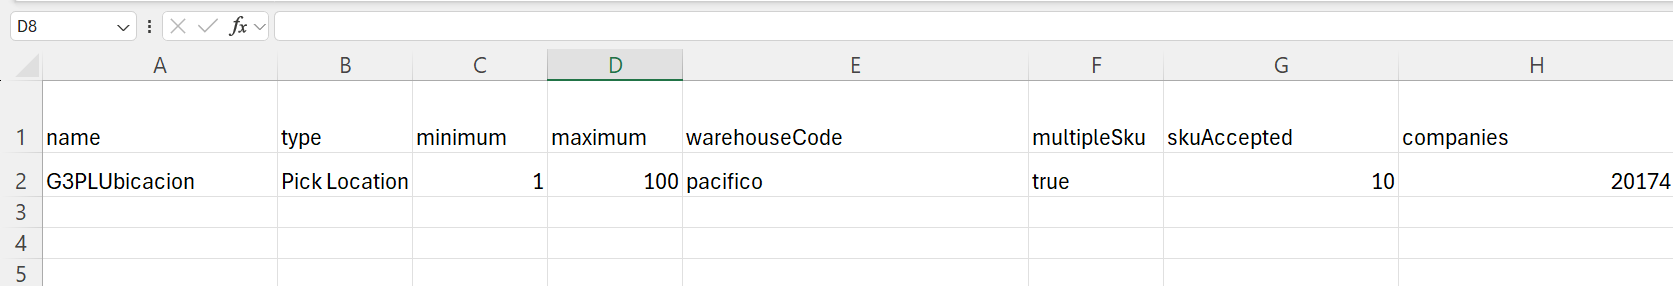 D8 fx
A B C D E F G H
1 name type minimum maximum warehouseCode multipleSku skuAccepted companies
2 G3PLUbicacion Pick Location 1 100 pacifico true 10 20174
3
4
5